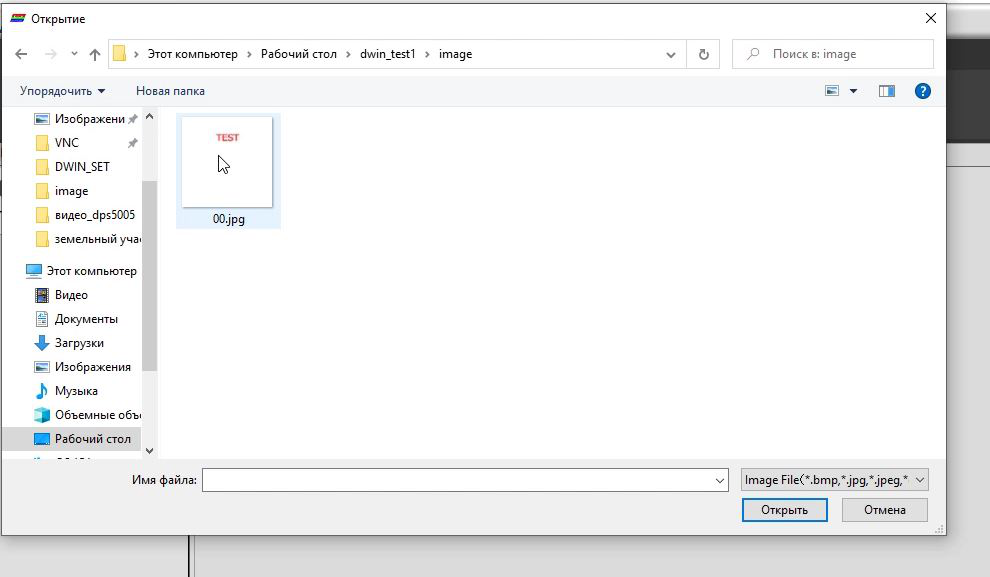 Открытие
Этот компьютер
Рабочий стол
dwin_test1
image
Поиск в: image
Упорядочить
Новая папка
?
Изображени
VNC
DWIN_SET
image
видео_dps5005
земельный уча
Этот компьютер
Видео
Документы
Загрузки
Изображения
Музыка
Объемные объ
Рабочий стол
TEST
00.jpg
Имя файла:
Image File(*.bmp,*.jpg,*.jpeg,*
Открыть
Отмена